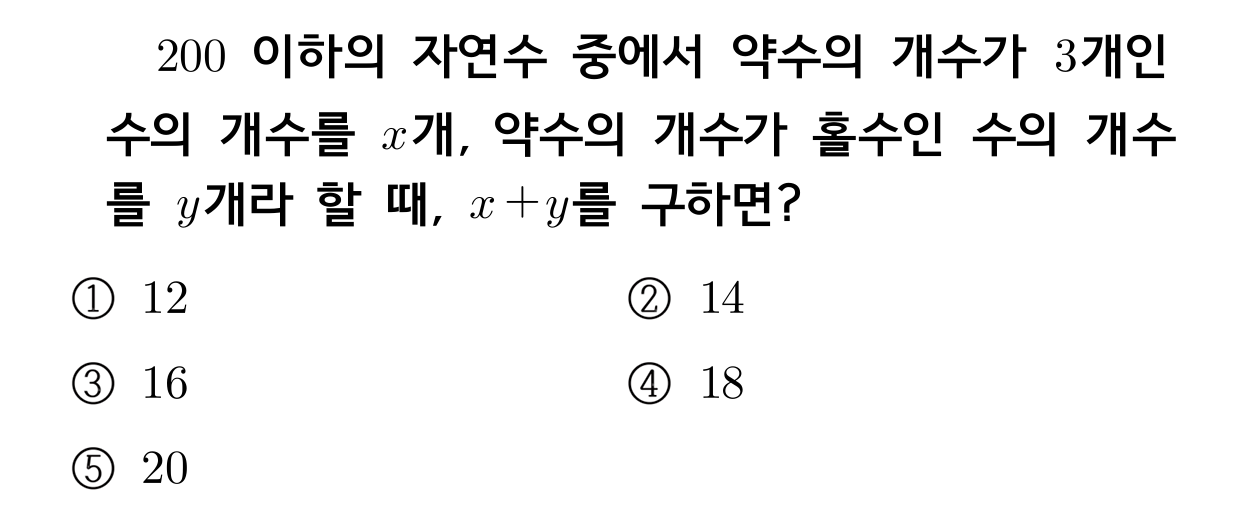 200 이하의 자연수 중에서 약수의 개수가 3개인
수의 개수를 x개, 약수의 개수가 홀수인 수의 개수
를 y개라 할 때, x+y를 구하면?
① 12 ② 14
③ 16 ④ 18
⑤ 20